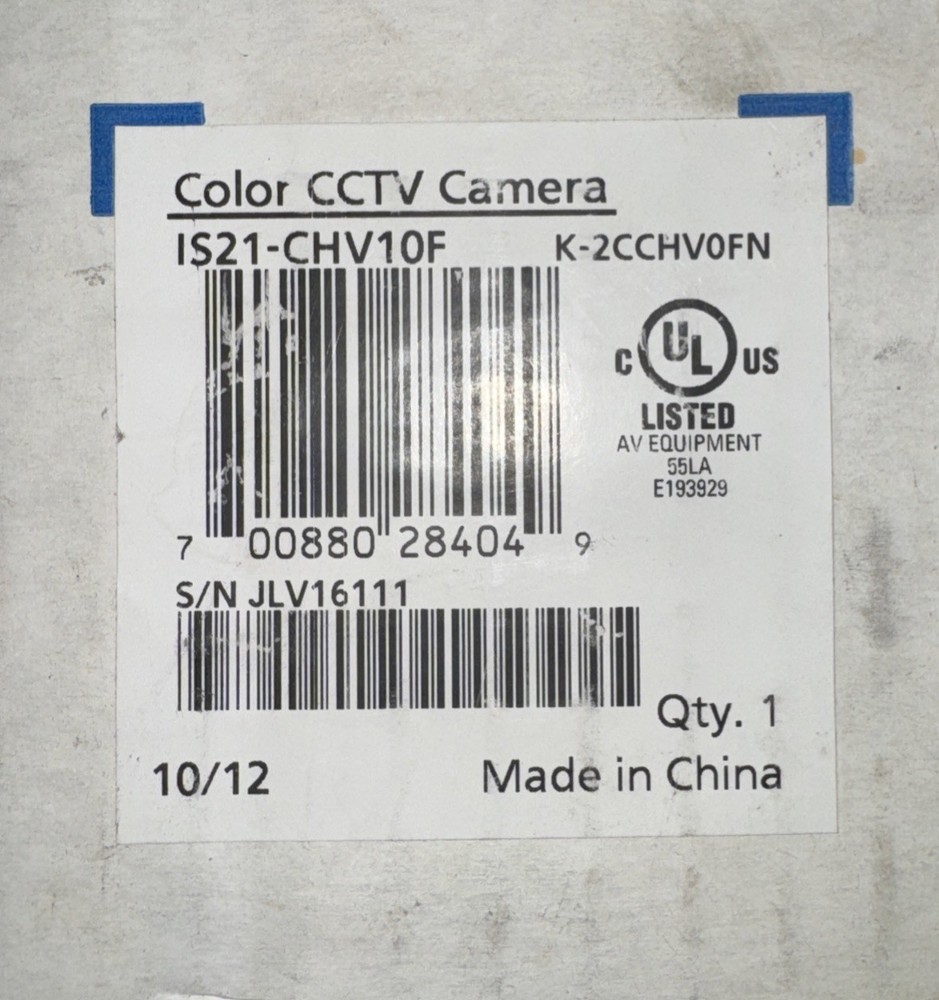 Color CCTV Camera
IS21-CHV10F K-2CCHV0FN
C UL US
LISTED
AV EQUIPMENT
55LA
E193929
7 00880 28404 9
S/N JLV16111
Qty. 1
10/12 Made in China